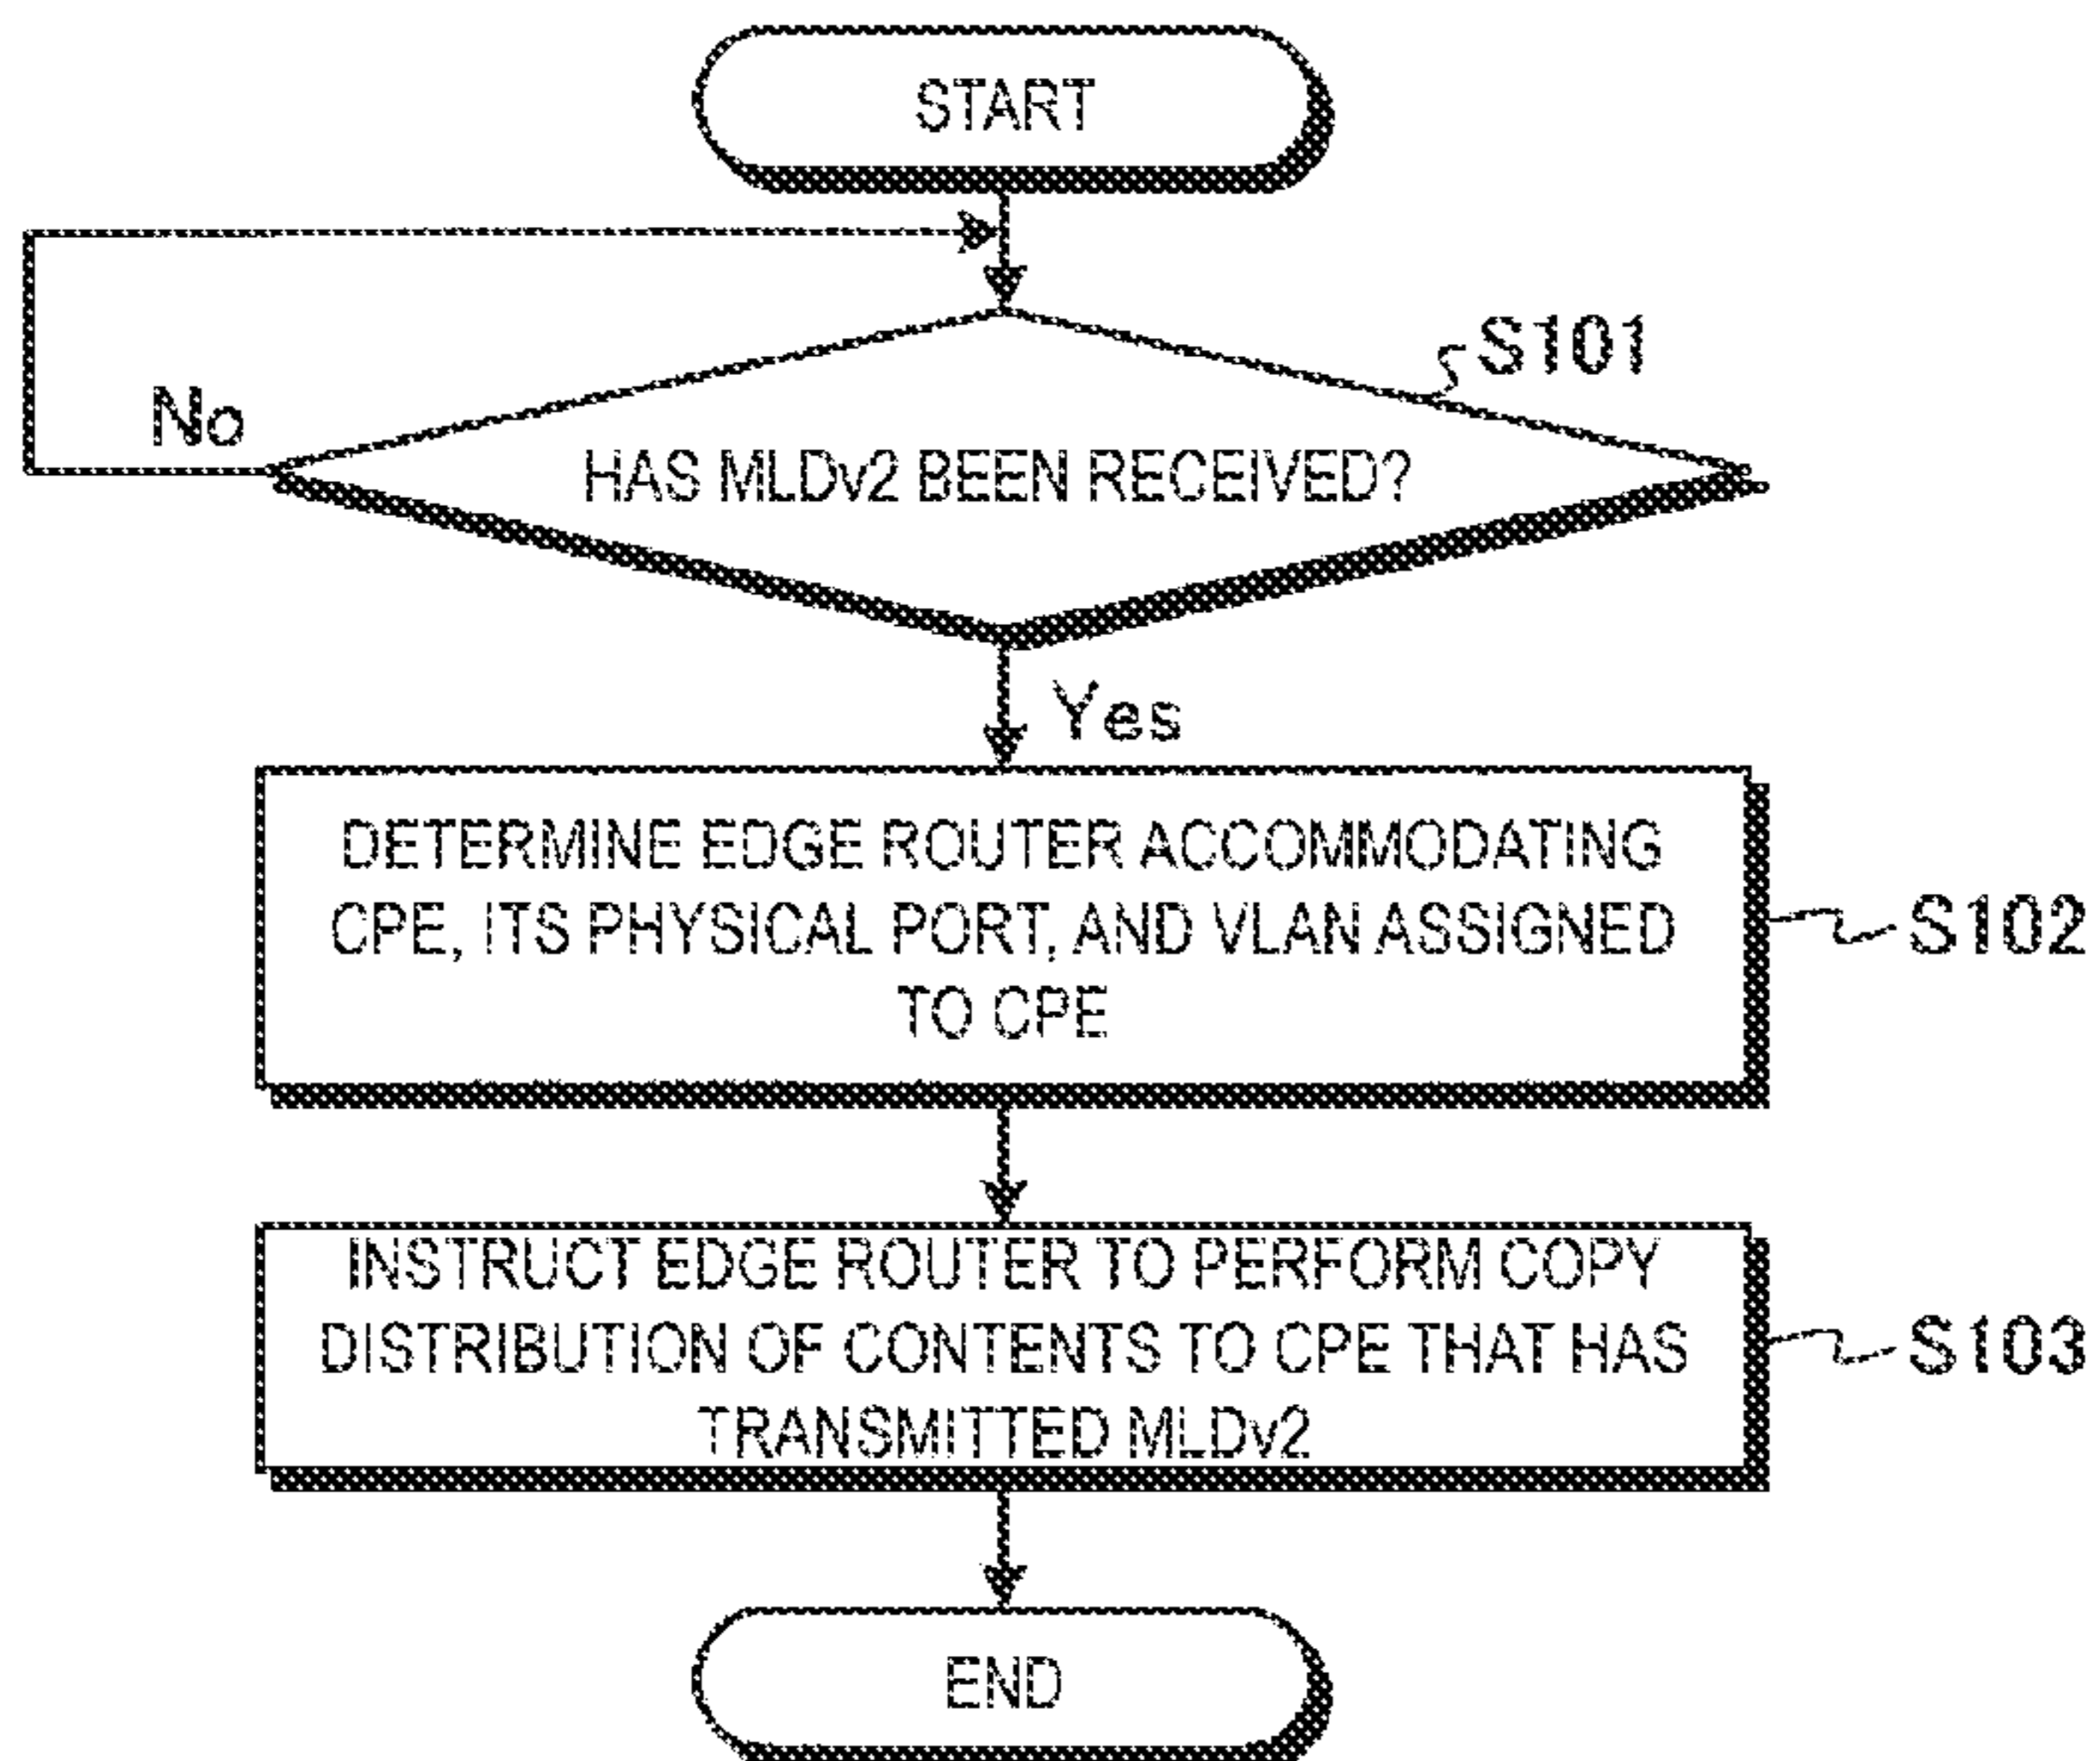 START
S101
No
HAS MLDv2 BEEN RECEIVED?
Yes
DETERMINE EDGE ROUTER ACCOMMODATING
CPE, ITS PHYSICAL PORT, AND VLAN ASSIGNED
TO CPE
S102
INSTRUCT EDGE ROUTER TO PERFORM COPY
DISTRIBUTION OF CONTENTS TO CPE THAT HAS
TRANSMITTED MLDv2
S103
END